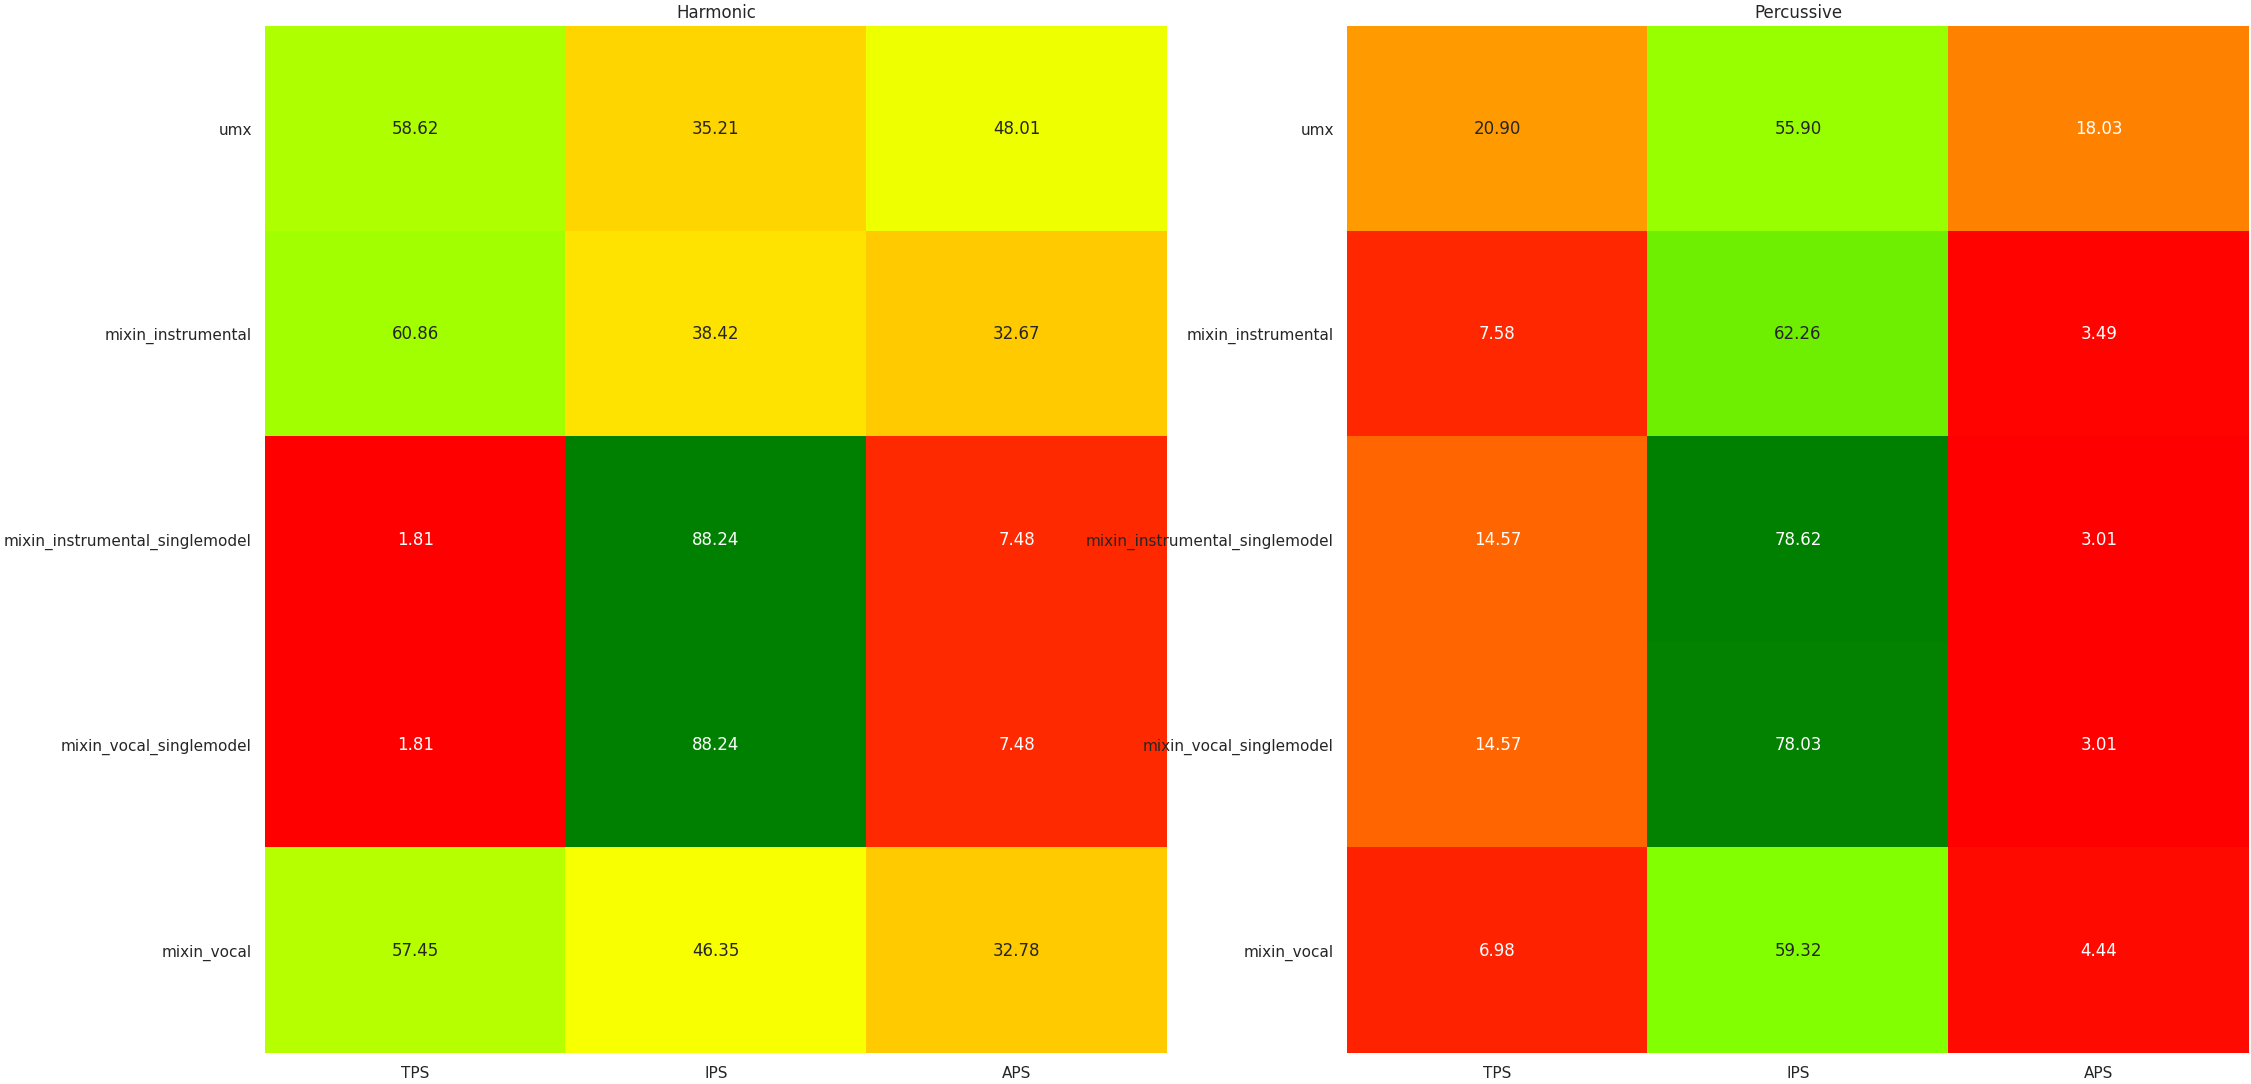 Harmonic
umx 58.62 35.21 48.01
mixin_instrumental 60.86 38.42 32.67
mixin_instrumental_singlemodel 1.81 88.24 7.48
mixin_vocal_singlemodel 1.81 88.24 7.48
mixin_vocal 57.45 46.35 32.78
TPS IPS APS
Percussive
umx 20.90 55.90 18.03
mixin_instrumental 7.58 62.26 3.49
mixin_instrumental_singlemodel 14.57 78.62 3.01
mixin_vocal_singlemodel 14.57 78.03 3.01
mixin_vocal 6.98 59.32 4.44
TPS IPS APS